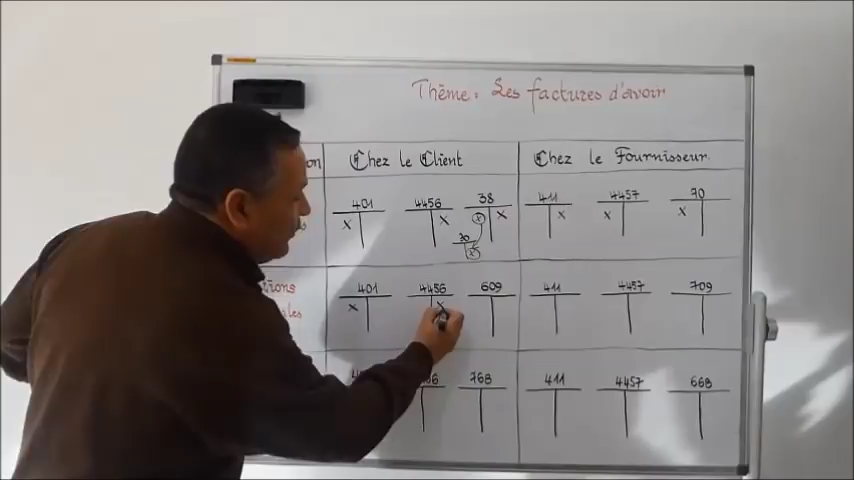 Thème : Les factures d'avoir
Chez le Client
Chez le Fournisseur
401 4456 38 411 4457 70
X X X X X X X
30
X
401 4456 609 411 4457 709
X X
768 411 4457 668